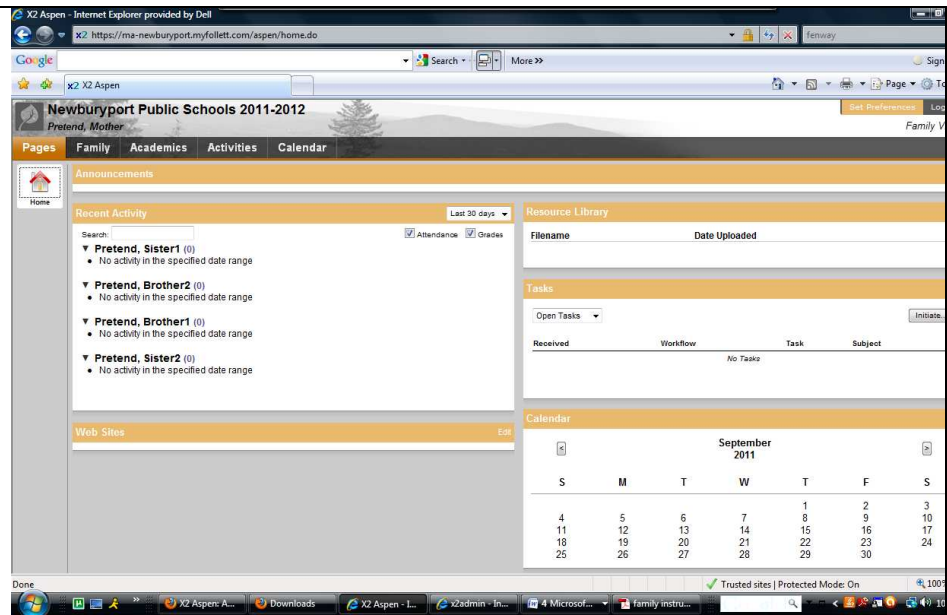 X2 Aspen - Internet Explorer provided by Dell
x2 https://ma-newburyport.myfollett.com/aspen/home.do
fenway
Google
Search
More >>
Sign
x2 X2 Aspen
Page
To
Newburyport Public Schools 2011-2012
Set Preferences
Log
Pretend, Mother
Family V
Pages Family Academics Activities Calendar
Home
Announcements
Recent Activity
Last 30 days
Search:
Attendance
Grades
Pretend, Sister1 (0)
No activity in the specified date range
Pretend, Brother2 (0)
No activity in the specified date range
Pretend, Brother1 (0)
No activity in the specified date range
Pretend, Sister2 (0)
No activity in the specified date range
Web Sites
Edit
Resource Library
Filename Date Uploaded
Tasks
Open Tasks
Initiate...
Received Workflow Task Subject
No Tasks
Calendar
< September >
2011
S M T W T F S
1 2 3
4 5 6 7 8 9 10
11 12 13 14 15 16 17
18 19 20 21 22 23 24
25 26 27 28 29 30
Done
Trusted sites | Protected Mode: On
100%
X2 Aspen: A...
Downloads
X2 Aspen - I...
x2admin - In...
4 Microsof...
family instru...